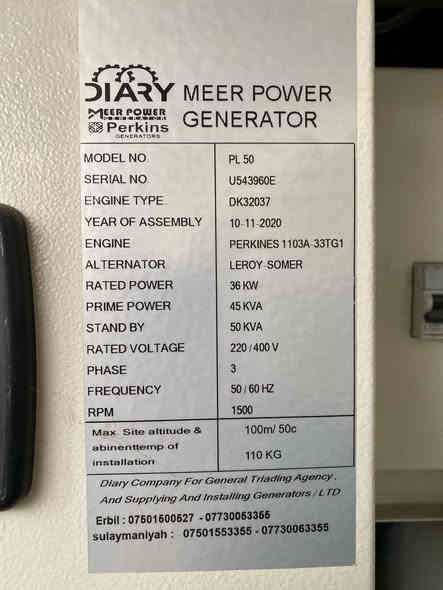 DIARY
MEER POWER
GENERATOR
Perkins
GENERATORS
MEER POWER
GENERATOR
MODEL NO PL 50
SERIAL NO U543960E
ENGINE TYPE DK32037
YEAR OF ASSEMBLY 10-11-2020
ENGINE PERKINES 1103A-33TG1
ALTERNATOR LEROY-SOMER
RATED POWER 36 KW
PRIME POWER 45 KVA
STAND BY 50 KVA
RATED VOLTAGE 220 / 400 V
PHASE 3
FREQUENCY 50 / 60 HZ
RPM 1500
Max. Site altitude & 100m/ 50c
abinenttemp of
installation 110 KG
Diary Company For General Triading Agency.
And Supplying And Installing Generators / LTD
Erbil : 07501500527 - 07730053355
sulaymaniyah : 07501553355 - 07730063355